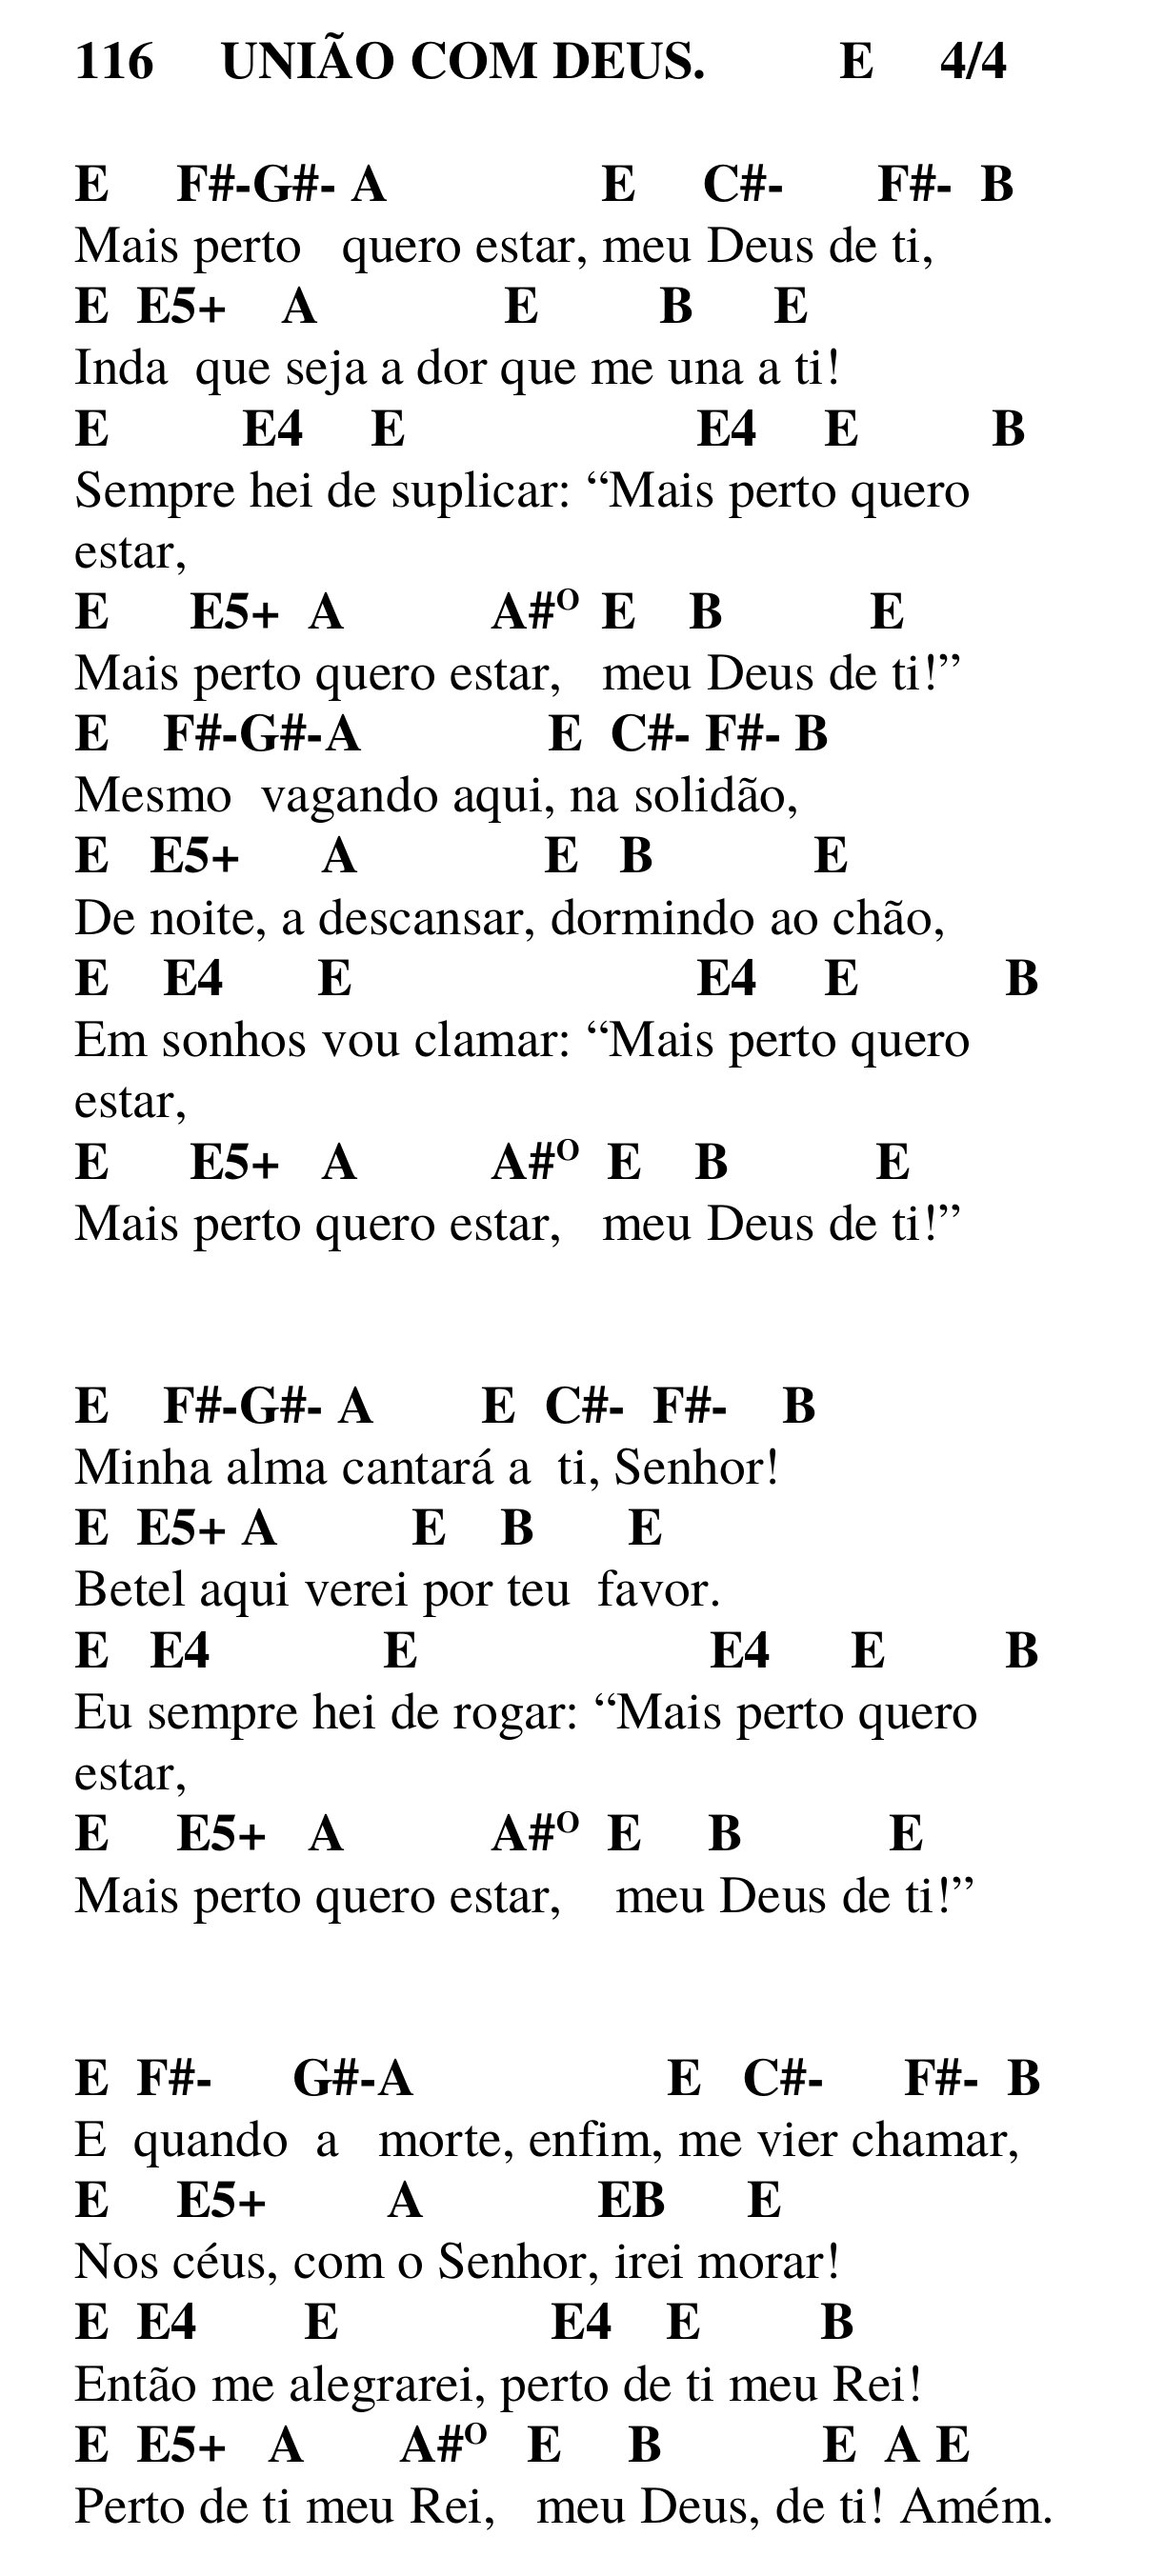 116 UNIÃO COM DEUS. E 4/4
E F#-G#- A E C#- F#- B
Mais perto quero estar, meu Deus de ti,
E E5+ A E B E
Inda que seja a dor que me una a ti!
E E4 E E4 E B
Sempre hei de suplicar: “Mais perto quero
estar,
E E5+ A A#º E B E
Mais perto quero estar, meu Deus de ti!”
E F#-G#-A E C#- F#- B
Mesmo vagando aqui, na solidão,
E E5+ A E B E
De noite, a descansar, dormindo ao chão,
E E4 E E4 E B
Em sonhos vou clamar: “Mais perto quero
estar,
E E5+ A A#º E B E
Mais perto quero estar, meu Deus de ti!”
E F#-G#- A E C#- F#- B
Minha alma cantará a ti, Senhor!
E E5+ A E B E
Betel aqui verei por teu favor.
E E4 E E4 E B
Eu sempre hei de rogar: “Mais perto quero
estar,
E E5+ A A#º E B E
Mais perto quero estar, meu Deus de ti!”
E F#- G#-A E C#- F#- B
E quando a morte, enfim, me vier chamar,
E E5+ A EB E
Nos céus, com o Senhor, irei morar!
E E4 E E4 E B
Então me alegrarei, perto de ti meu Rei!
E E5+ A A#º E B E A E
Perto de ti meu Rei, meu Deus, de ti! Amém.